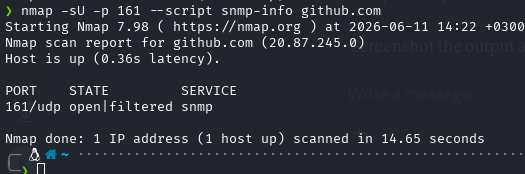 ❯ nmap -sU -p 161 --script snmp-info github.com
Starting Nmap 7.98 ( https://nmap.org ) at 2026-06-11 14:22 +0300
Nmap scan report for github.com (20.87.245.0)
Host is up (0.36s latency).
screenshot the output a
PORT    STATE         SERVICE
161/udp open|filtered snmp
Write a message...
Nmap done: 1 IP address (1 host up) scanned in 14.65 seconds
~
❯